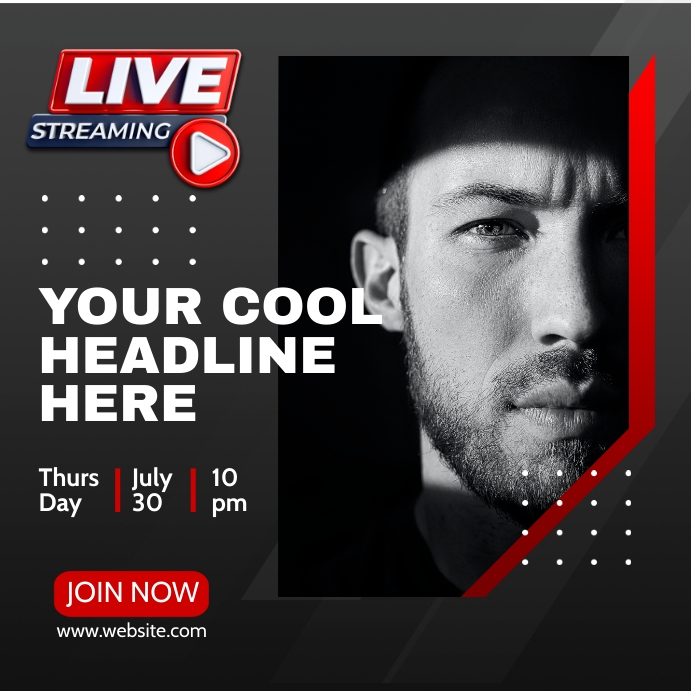 LIVE
STREAMING
YOUR COOL
HEADLINE
HERE
Thurs
Day
July
30
10
pm
JOIN NOW
www.website.com